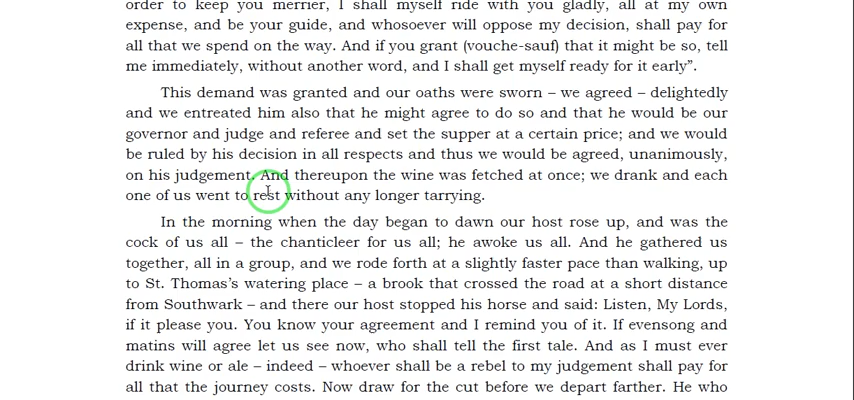 order to keep you merrier, I shall myself ride with you gladly, all at my own
expense, and be your guide, and whosoever will oppose my decision, shall pay for
all that we spend on the way. And if you grant (vouche-sauf) that it might be so, tell
me immediately, without another word, and I shall get myself ready for it early”.
This demand was granted and our oaths were sworn – we agreed – delightedly
and we entreated him also that he might agree to do so and that he would be our
governor and judge and referee and set the supper at a certain price; and we would
be ruled by his decision in all respects and thus we would be agreed, unanimously,
on his judgement. And thereupon the wine was fetched at once; we drank and each
one of us went to rest without any longer tarrying.
In the morning when the day began to dawn our host rose up, and was the
cock of us all – the chanticleer for us all; he awoke us all. And he gathered us
together, all in a group, and we rode forth at a slightly faster pace than walking, up
to St. Thomas’s watering place – a brook that crossed the road at a short distance
from Southwark – and there our host stopped his horse and said: Listen, My Lords,
if it please you. You know your agreement and I remind you of it. If evensong and
matins will agree let us see now, who shall tell the first tale. And as I must ever
drink wine or ale – indeed – whoever shall be a rebel to my judgement shall pay for
all that the journey costs. Now draw for the cut before we depart farther. He who